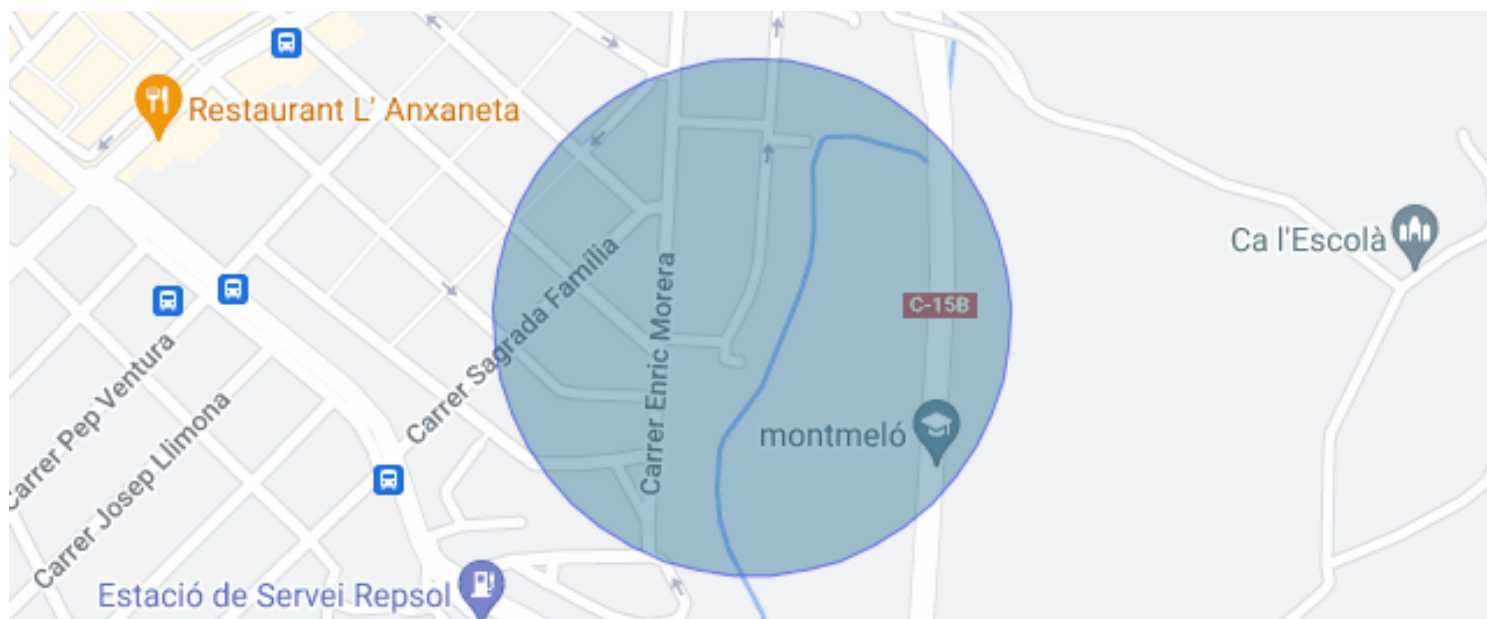 Restaurant L' Anxaneta
Ca l'Escolà
C-15B
Carrer Sagrada Família
Carrer Enric Morera
Carrer Pep Ventura
Carrer Josep Llimona
montmeló
Estació de Servei Repsol